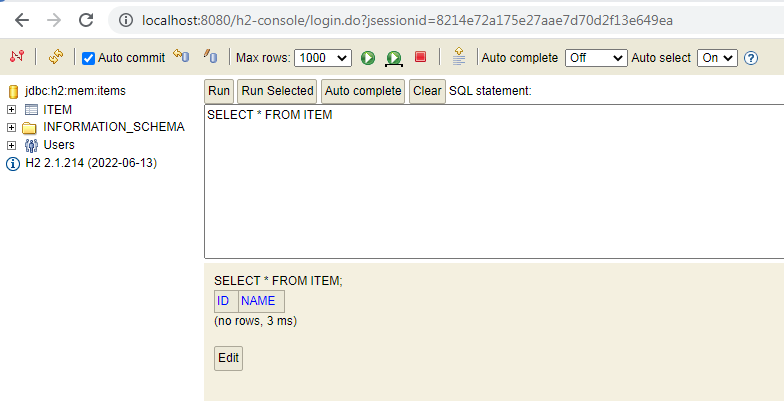 localhost:8080/h2-console/login.do?jsessionid=8214e72a175e27aae7d70d2f13e649ea
Auto commit Max rows: 1000 Auto complete Off Auto select On ?
jdbc:h2:mem:items
ITEM
INFORMATION_SCHEMA
Users
H2 2.1.214 (2022-06-13)
Run Run Selected Auto complete Clear SQL statement:
SELECT * FROM ITEM
SELECT * FROM ITEM;
ID NAME
(no rows, 3 ms)
Edit